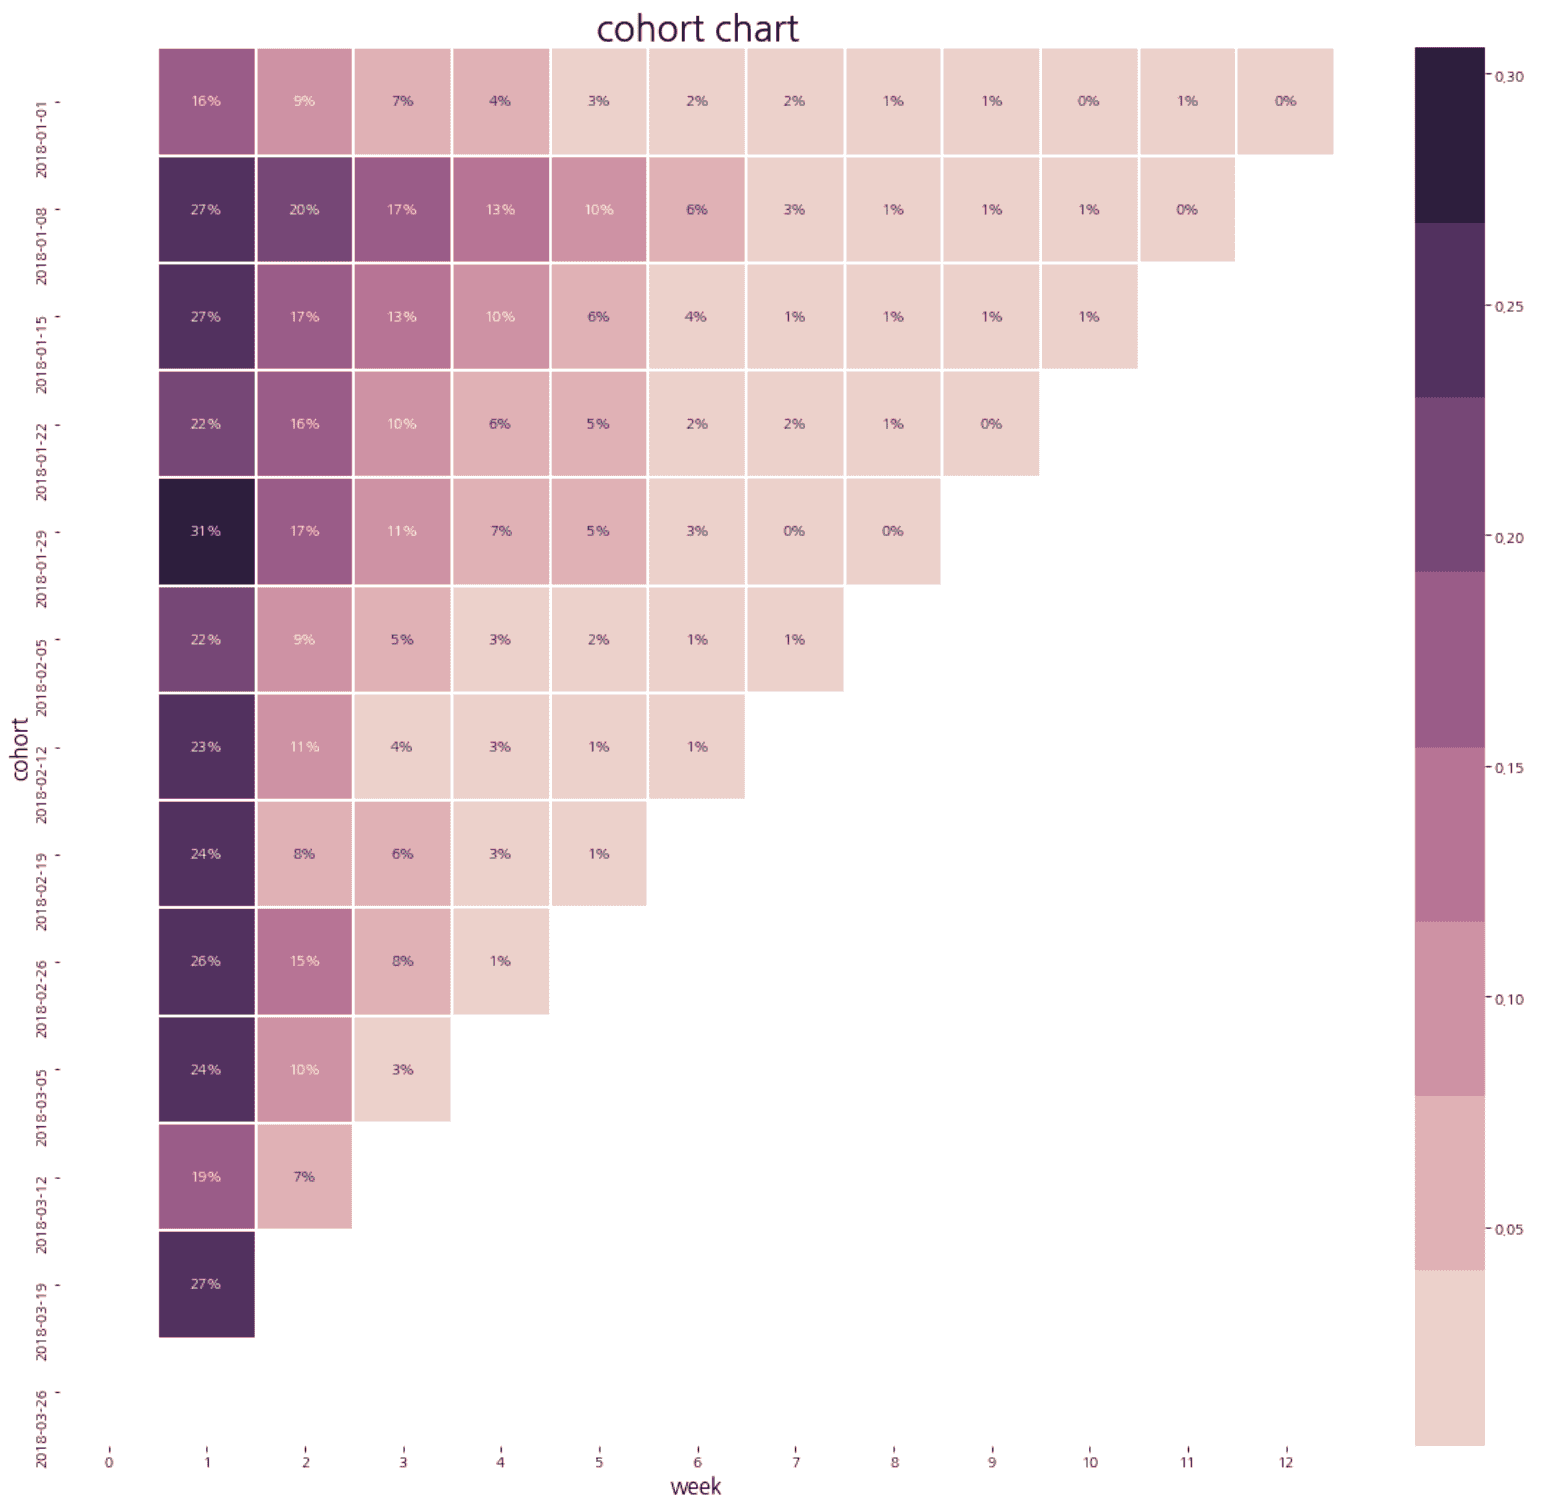 cohort chart
2018-01-01 16% 9% 7% 4% 3% 2% 2% 1% 1% 0% 1% 0%
2018-01-08 27% 20% 17% 13% 10% 6% 3% 1% 1% 1% 0%
2018-01-15 27% 17% 13% 10% 6% 4% 1% 1% 1% 1%
2018-01-22 22% 16% 10% 6% 5% 2% 2% 1% 0%
2018-01-29 31% 17% 11% 7% 5% 3% 0% 0%
2018-02-05 22% 9% 5% 3% 2% 1% 1%
2018-02-12 23% 11% 4% 3% 1% 1%
2018-02-19 24% 8% 6% 3% 1%
2018-02-26 26% 15% 8% 1%
2018-03-05 24% 10% 3%
2018-03-12 19% 7%
2018-03-19 27%
2018-03-26
cohort
0 1 2 3 4 5 6 7 8 9 10 11 12
week
0.30
0.25
0.20
0.15
0.10
0.05